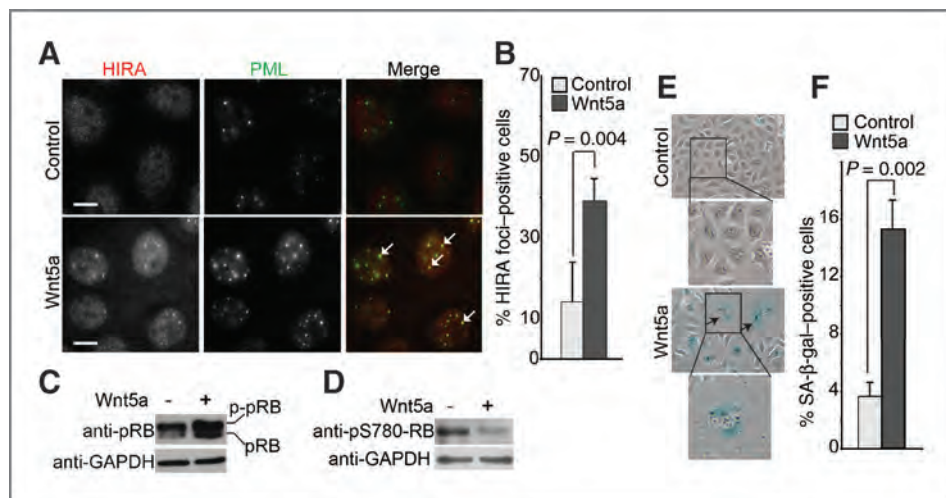 A
HIRA
PML
Merge
Control
Wnt5a
B
% HIRA foci–positive cells
70
50
30
10
0
Control
Wnt5a
P = 0.004
C
Wnt5a
- +
p-pRB
anti-pRB
pRB
anti-GAPDH
D
Wnt5a
- +
anti-pS780-RB
anti-GAPDH
E
Control
Wnt5a
F
% SA-β-gal–positive cells
16
12
8
4
0
Control
Wnt5a
P = 0.002